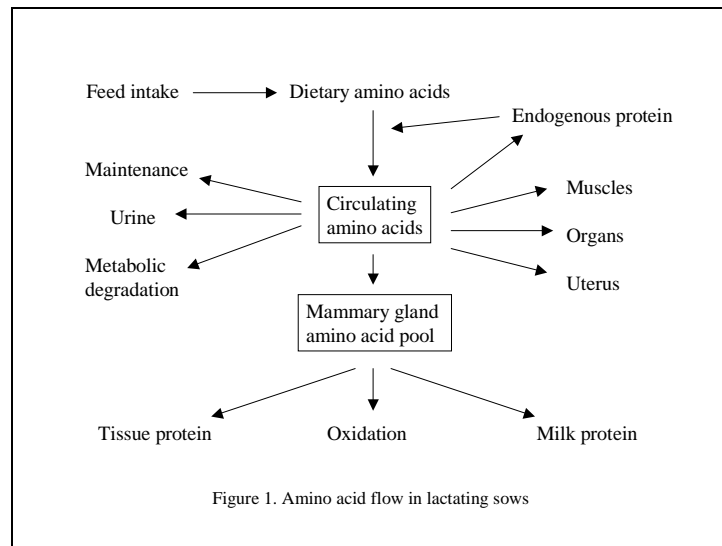 Feed intake
Dietary amino acids
Endogenous protein
Maintenance
Muscles
Urine
Circulating
amino acids
Organs
Metabolic
degradation
Uterus
Mammary gland
amino acid pool
Tissue protein
Oxidation
Milk protein
Figure 1. Amino acid flow in lactating sows